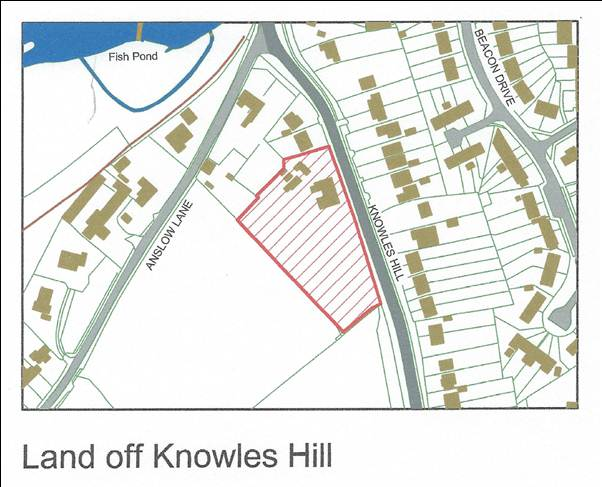 Fish Pond
BEACON DRIVE
ANSLOW LANE
KNOWLES HILL
Land off Knowles Hill